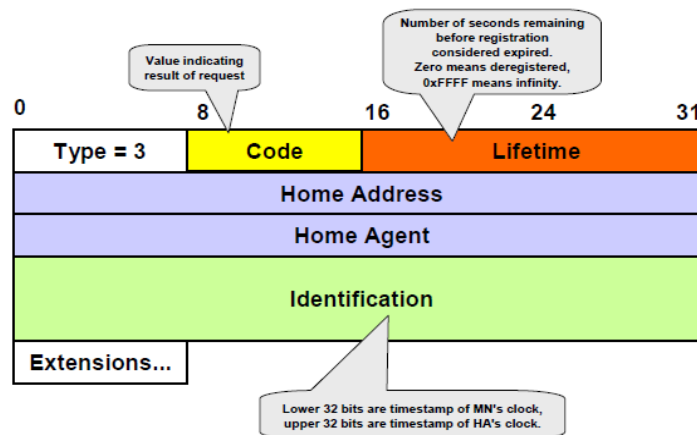 Number of seconds remaining
before registration
considered expired.
Zero means deregistered,
0xFFFF means infinity.
Value indicating
result of request
0 8 16 24 31
Type = 3 Code Lifetime
Home Address
Home Agent
Identification
Extensions...
Lower 32 bits are timestamp of MN's clock,
upper 32 bits timestamp of HA's clock.